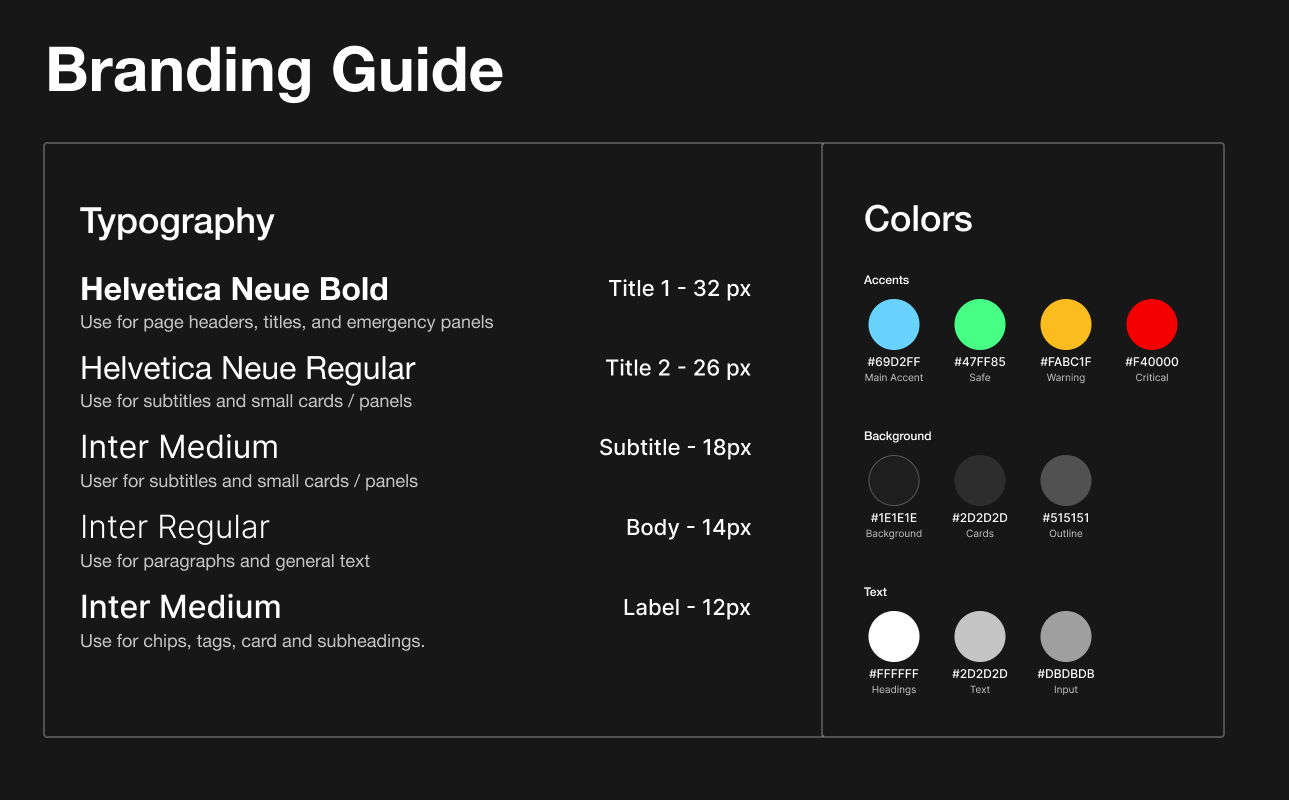 Branding Guide
Typography
Helvetica Neue Bold
Title 1 - 32 px
Use for page headers, titles, and emergency panels
Helvetica Neue Regular
Title 2 - 26 px
Use for subtitles and small cards / panels
Inter Medium
Subtitle - 18px
User for subtitles and small cards / panels
Inter Regular
Body - 14px
Use for paragraphs and general text
Inter Medium
Label - 12px
Use for chips, tags, card and subheadings.
Colors
Accents
#69D2FF #47FF85 #FABC1F #F40000
Main Accent Safe Warning Critical
Background
#1E1E1E #2D2D2D #515151
Background Cards Outline
Text
#FFFFFF #2D2D2D #DBDBDB
Headings Text Input